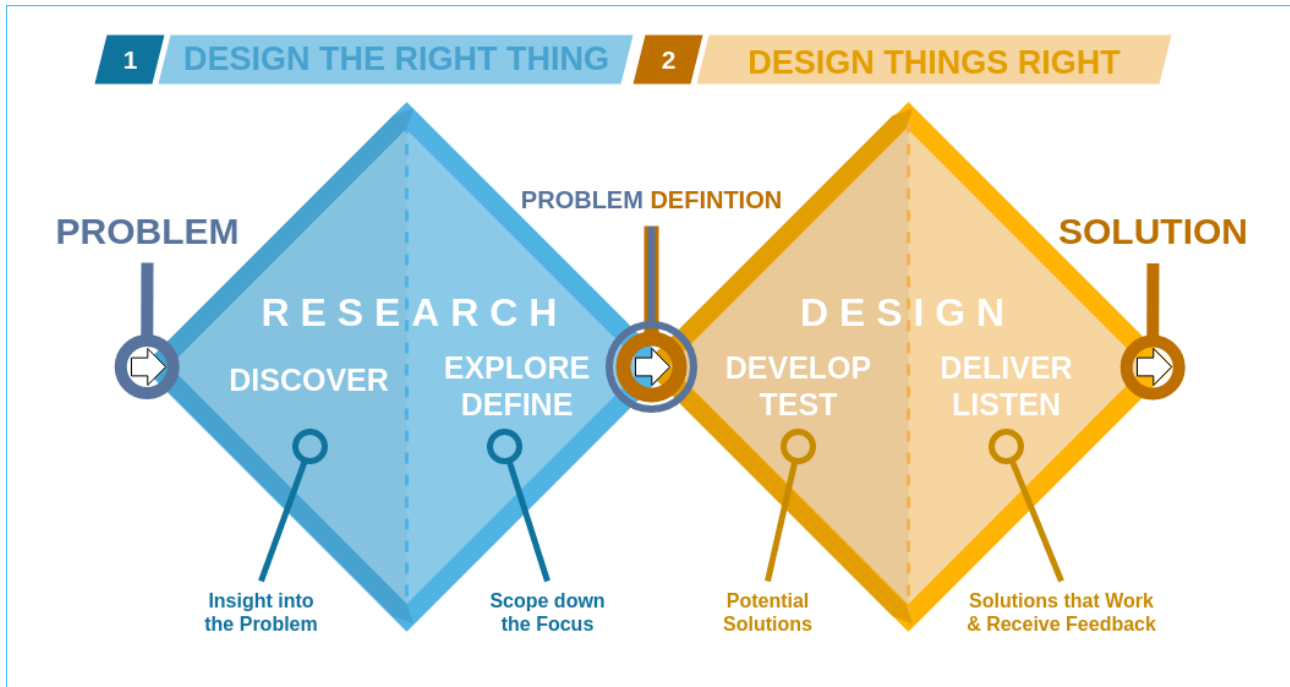 1 DESIGN THE RIGHT THING 2 DESIGN THINGS RIGHT
PROBLEM DEFINTION
PROBLEM
SOLUTION
RESEARCH
DISCOVER
EXPLORE
DEFINE
DESIGN
DEVELOP
TEST
DELIVER
LISTEN
Insight into
the Problem
Scope down
the Focus
Potential
Solutions
Solutions that Work
& Receive Feedback